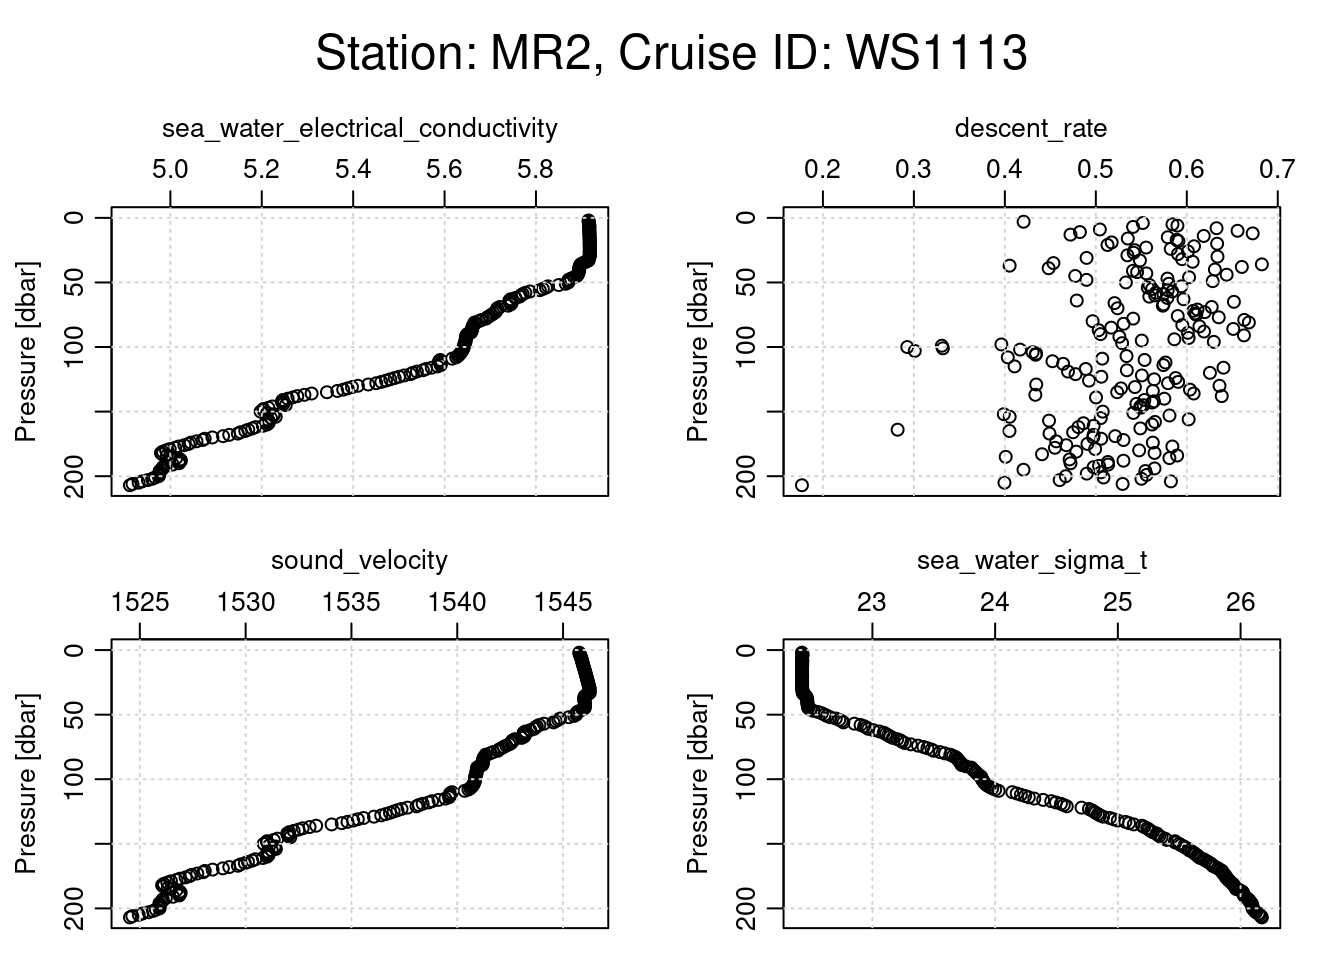 Station: MR2, Cruise ID: WS1113
sea_water_electrical_conductivity
5.0 5.2 5.4 5.6 5.8
Pressure [dbar]
0
50
100
200
descent_rate
0.2 0.3 0.4 0.5 0.6 0.7
Pressure [dbar]
0
50
100
200
sound_velocity
1525 1530 1535 1540 1545
Pressure [dbar]
0
50
100
200
sea_water_sigma_t
23 24 25 26
Pressure [dbar]
0
50
100
200